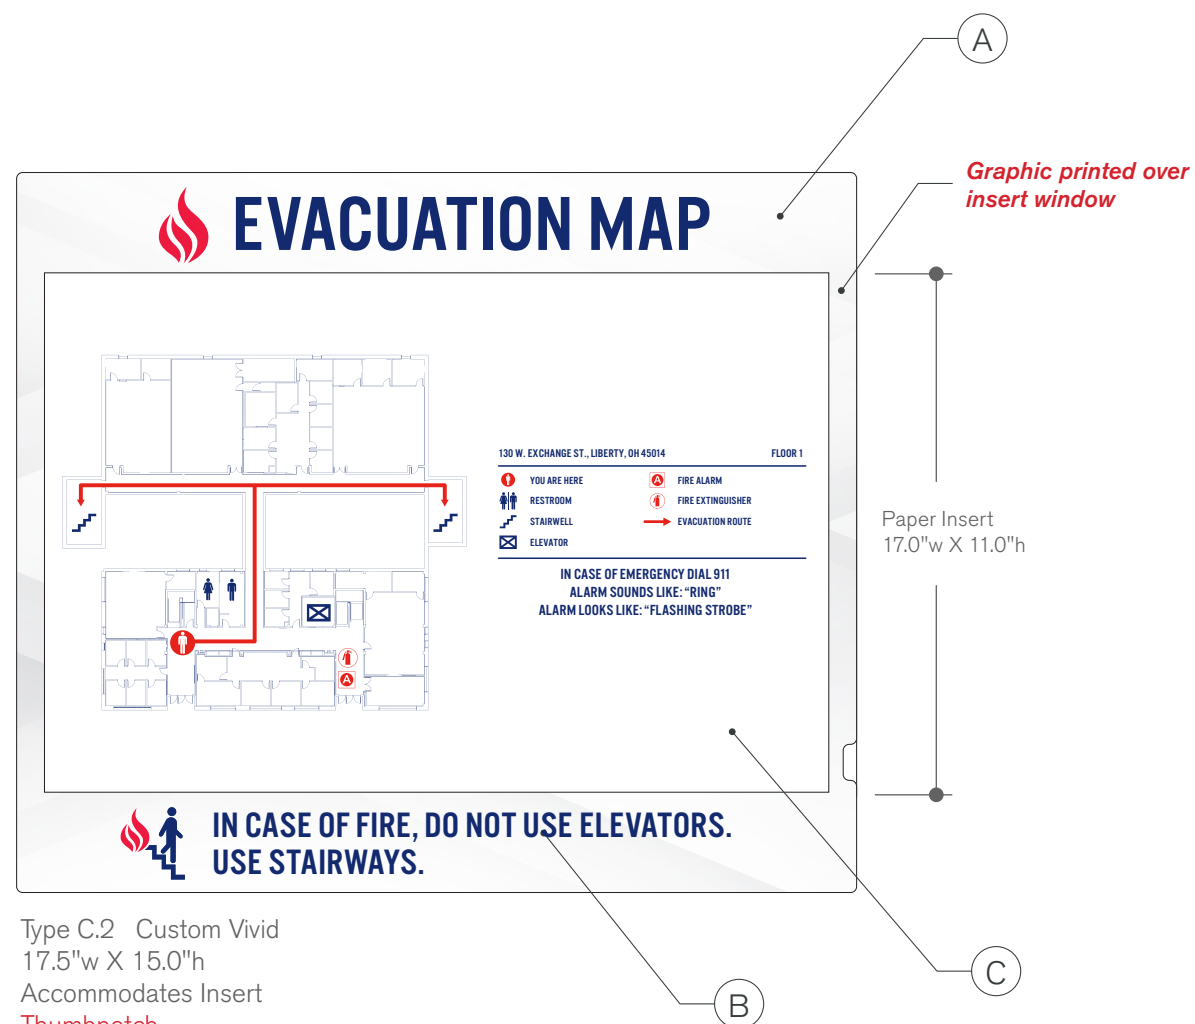 A
Graphic printed over
insert window
EVACUATION MAP
130 W. EXCHANGE ST., LIBERTY, OH 45014 FLOOR 1
YOU ARE HERE
FIRE ALARM
RESTROOM
FIRE EXTINGUISHER
STAIRWELL
EVACUATION ROUTE
ELEVATOR
A
A
IN CASE OF EMERGENCY DIAL 911
ALARM SOUNDS LIKE: “RING”
ALARM LOOKS LIKE: “FLASHING STROBE”
Paper Insert
17.0"w X 11.0"h
IN CASE OF FIRE, DO NOT USE ELEVATORS.
USE STAIRWAYS.
Type C.2 Custom Vivid
17.5"w X 15.0"h
Accommodates Insert
Thumbnotch
B
C